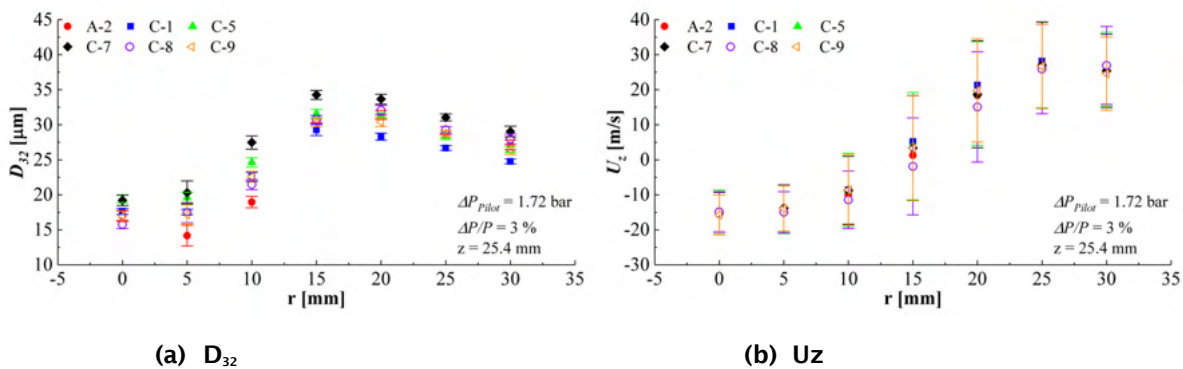 A-2 C-1 C-5
C-7 C-8 C-9
40
35
30
25
20
15
10
D32 [μm]
-5 0 5 10 15 20 25 30 35
r [mm]
ΔPPilot = 1.72 bar
ΔP/P = 3 %
z = 25.4 mm
(a) D32
A-2 C-1 C-5
C-7 C-8 C-9
40
30
20
10
0
-10
-20
-30
Uz [m/s]
-5 0 5 10 15 20 25 30 35
r [mm]
ΔPPilot = 1.72 bar
ΔP/P = 3 %
z = 25.4 mm
(b) Uz